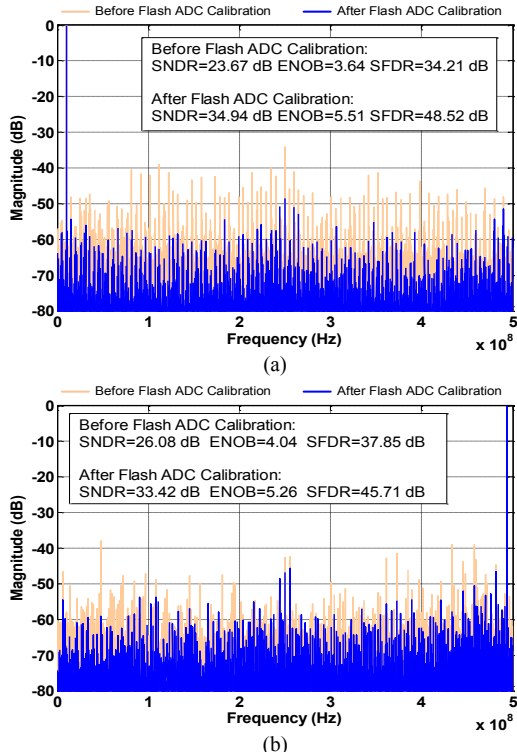 Before Flash ADC Calibration After Flash ADC Calibration
0
-10
-20
-30
-40
-50
-60
-70
-80
Magnitude (dB)
Before Flash ADC Calibration:
SNDR=23.67 dB ENOB=3.64 SFDR=34.21 dB
After Flash ADC Calibration:
SNDR=34.94 dB ENOB=5.51 SFDR=48.52 dB
0 1 2 3 4 5
Frequency (Hz)
x 10⁸
(a)
Before Flash ADC Calibration After Flash ADC Calibration
0
-10
-20
-30
-40
-50
-60
-70
-80
Magnitude (dB)
Before Flash ADC Calibration:
SNDR=26.08 dB ENOB=4.04 SFDR=37.85 dB
After Flash ADC Calibration:
SNDR=33.42 dB ENOB=5.26 SFDR=45.71 dB
0 1 2 3 4 5
Frequency (Hz)
x 10⁸
(b)